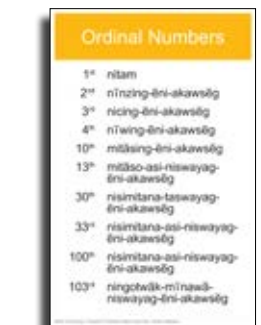 Ordinal Numbers
1st nitam
2nd nīnzing-ēni-akawsēg
3rd nicing-ēni-akawsēg
4th nīwing-ēni-akawsēg
10th mitāsing-ēni-akawsēg
13th mitāso-asi-niswayag-
ēni-akawsēg
30th nisimitana-taswayag-
ēni-akawsēg
33rd nisimitana-asi-niswayag-
ēni-akawsēg
100th nisimitana-asi-niswayag-
ēni-akawsēg
103rd ningotwāk-mīnawā-
niswayag-ēni-akawsēg